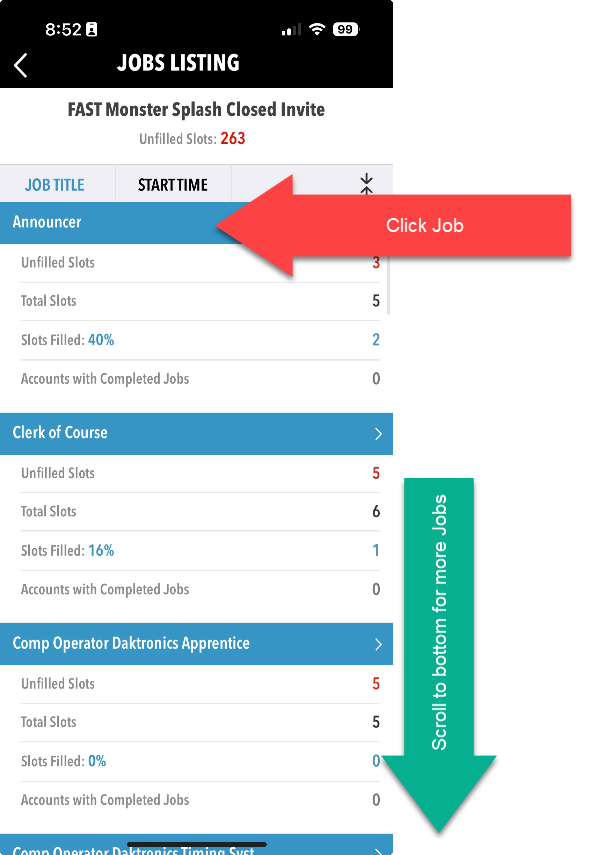 8:52
99
JOBS LISTING
FAST Monster Splash Closed Invite
Unfilled Slots: 263
JOB TITLE START TIME
Announcer
Click Job
Unfilled Slots 3
Total Slots 5
Slots Filled: 40% 2
Accounts with Completed Jobs 0
Clerk of Course
Unfilled Slots 5
Total Slots 6
Slots Filled: 16% 1
Accounts with Completed Jobs 0
Scroll to bottom for more Jobs
Comp Operator Daktronics Apprentice
Unfilled Slots 5
Total Slots 5
Slots Filled: 0% 0
Accounts with Completed Jobs 0
Comp Operator Daktronics Timing Syst